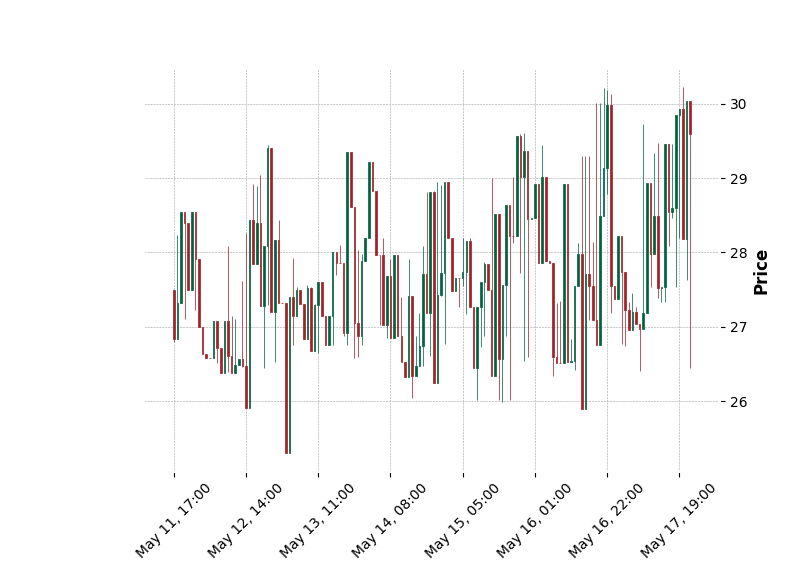 30
29
28
27
26
Price
May 11, 17:00
May 12, 14:00
May 13, 11:00
May 14, 08:00
May 15, 05:00
May 16, 01:00
May 16, 22:00
May 17, 19:00